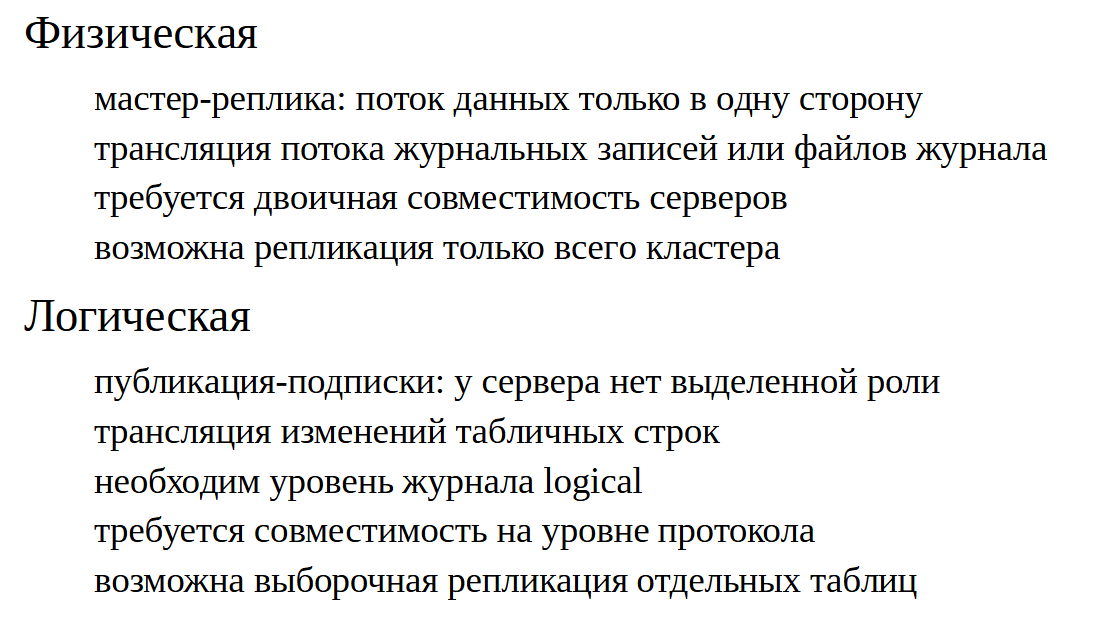 Физическая
мастер-реплика: поток данных только в одну сторону
трансляция потока журнальных записей или файлов журнала
требуется двоичная совместимость серверов
возможна репликация только всего кластера
Логическая
публикация-подписки: у сервера нет выделенной роли
трансляция изменений табличных строк
необходим уровень журнала logical
требуется совместимость на уровне протокола
возможна выборочная репликация отдельных таблиц